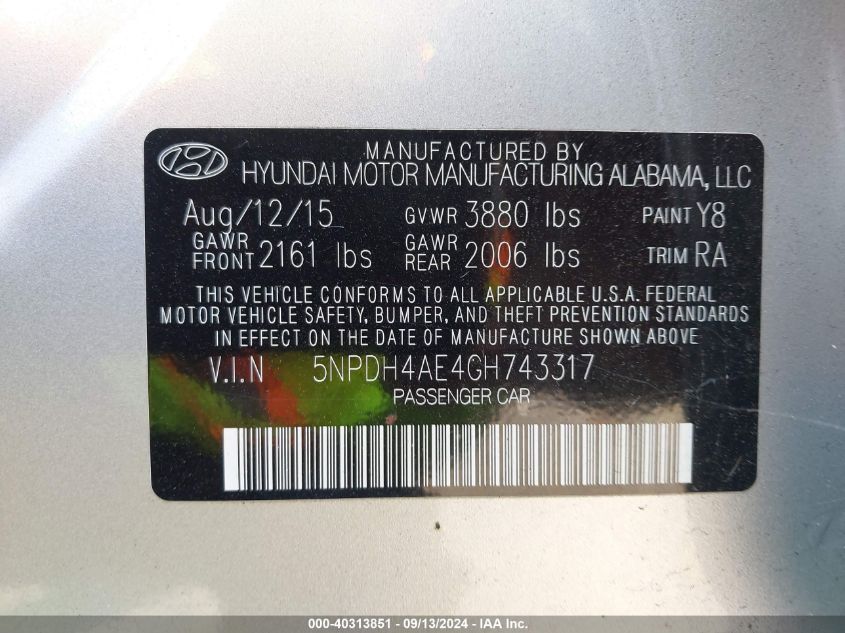 MANUFACTURED BY
HYUNDAI MOTOR MANUFACTURING ALABAMA, LLC
Aug/12/15 GVWR 3880 lbs PAINT Y8
GAWR FRONT 2161 lbs GAWR REAR 2006 lbs TRIM RA
THIS VEHICLE CONFORMS TO ALL APPLICABLE U.S.A. FEDERAL
MOTOR VEHICLE SAFETY, BUMPER, AND THEFT PREVENTION STANDARDS
IN EFFECT ON THE DATE OF MANUFACTURE SHOWN ABOVE
V.I.N 5NPDH4AE4GH743317
PASSENGER CAR
000-40313851 - 09/13/2024 - IAA Inc.